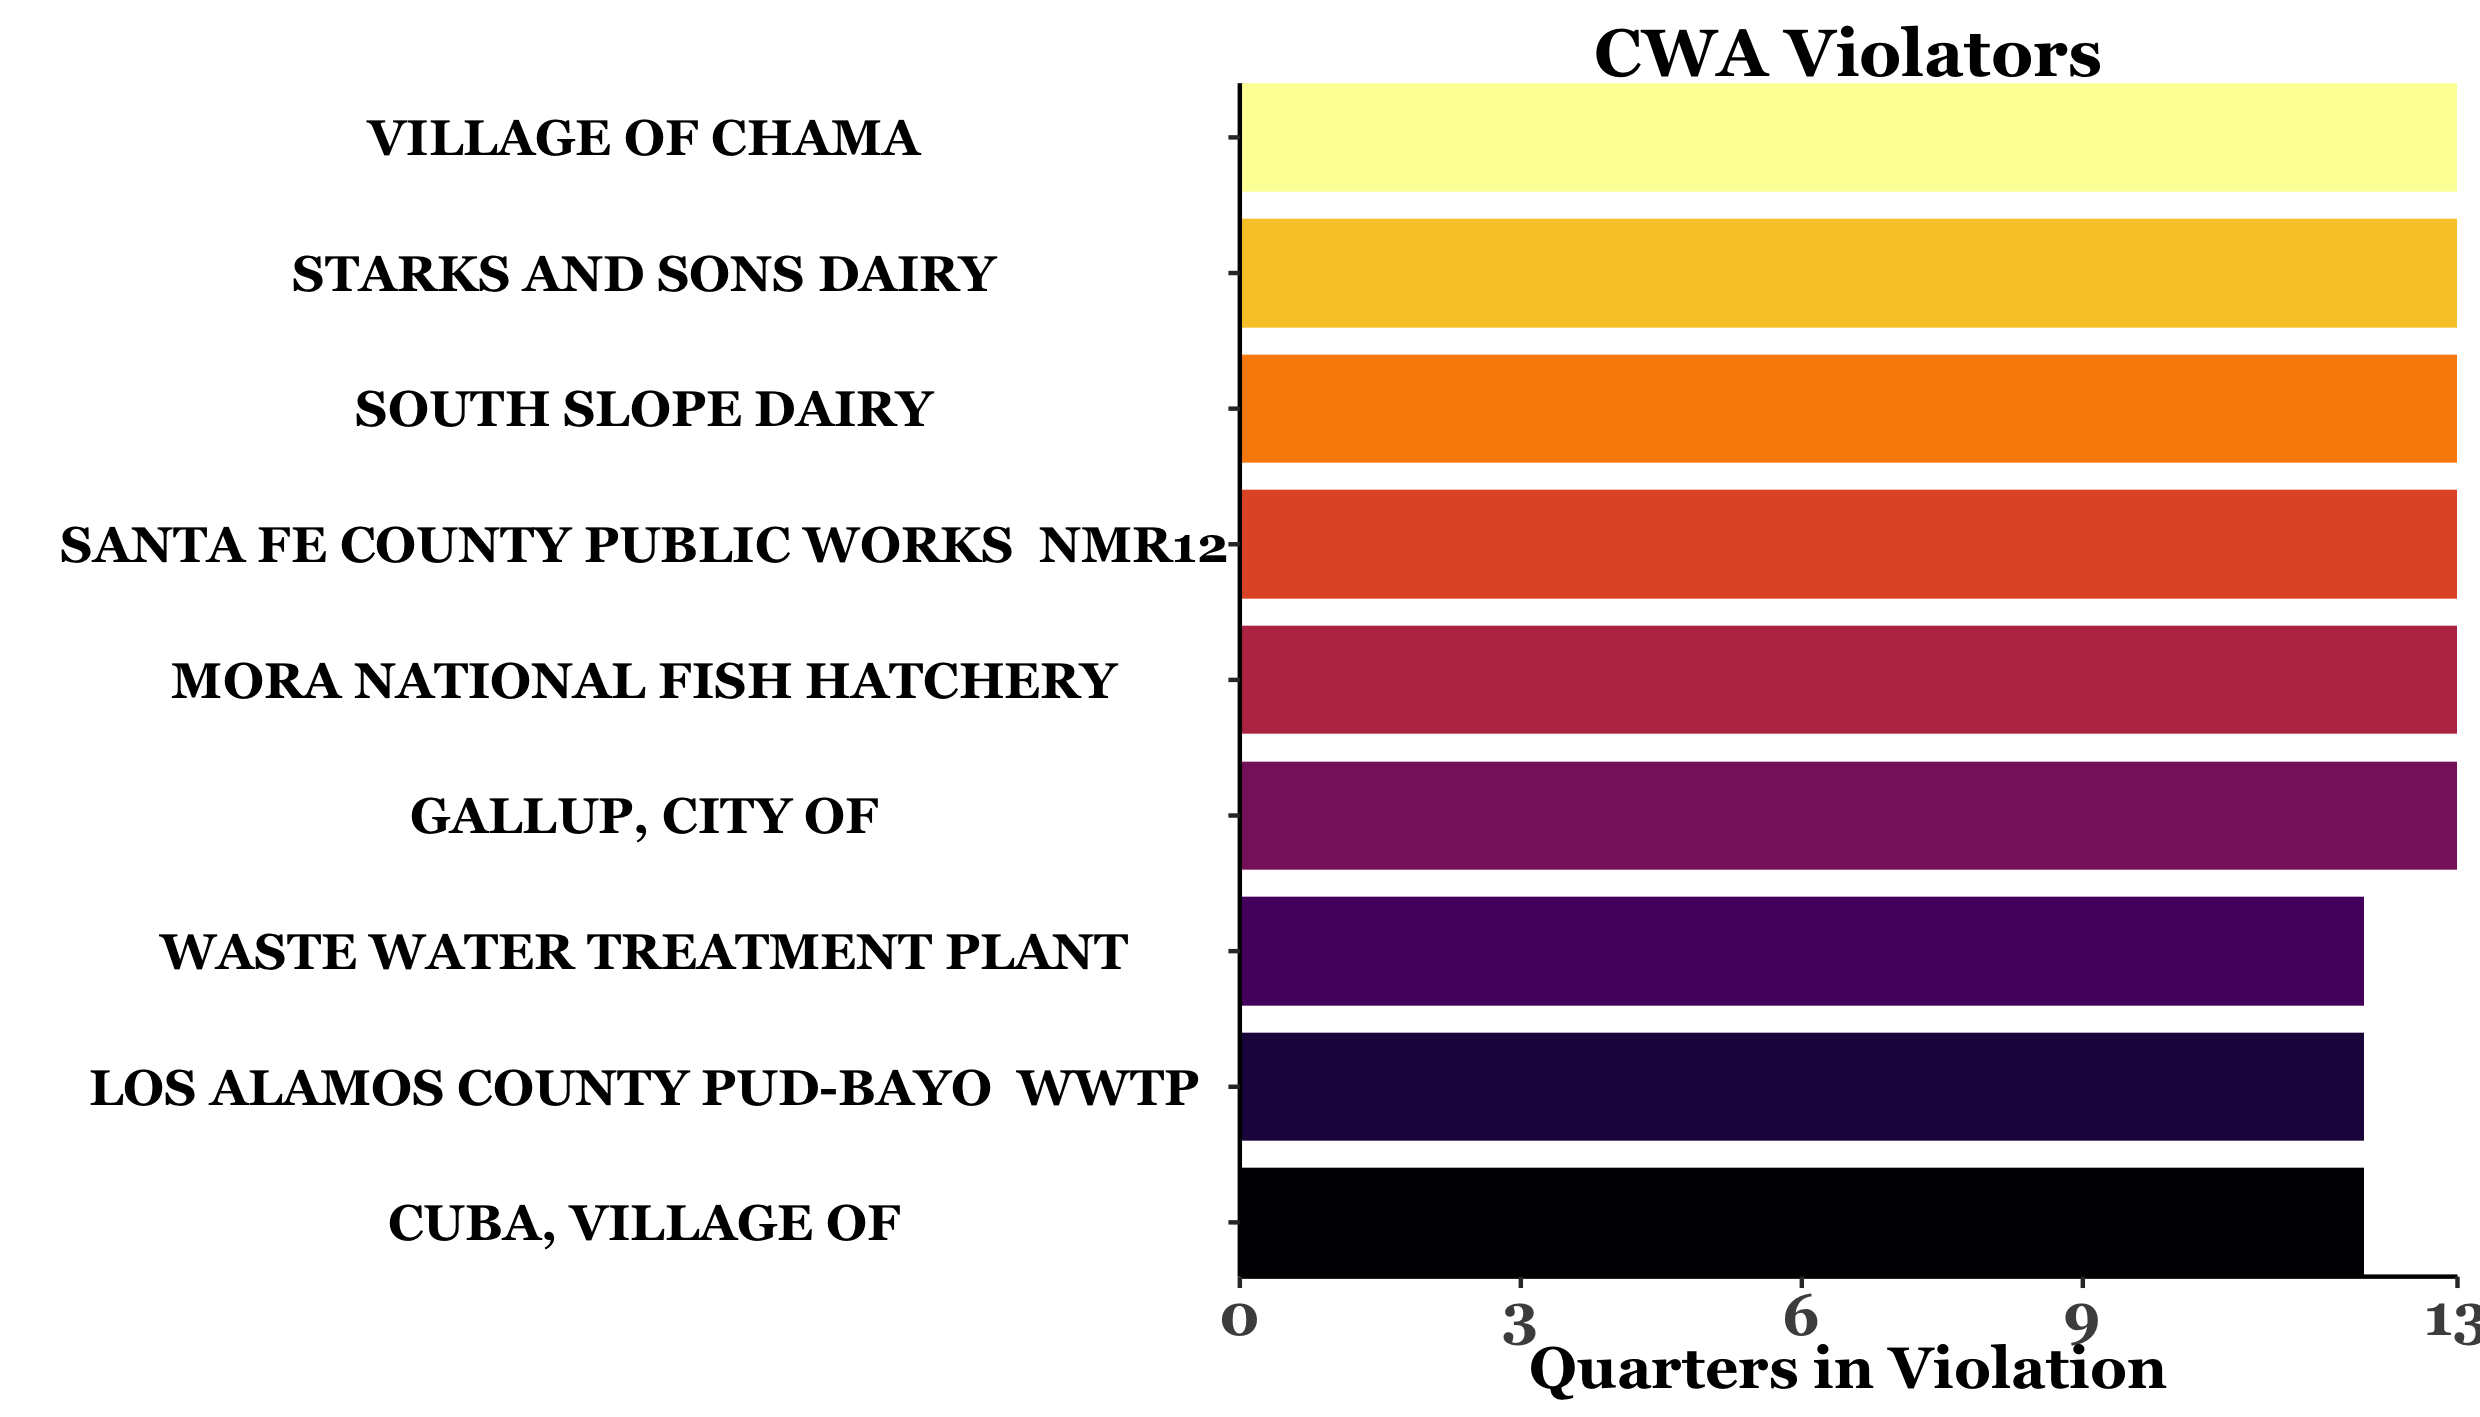 CWA Violators
VILLAGE OF CHAMA
STARKS AND SONS DAIRY
SOUTH SLOPE DAIRY
SANTA FE COUNTY PUBLIC WORKS  NMR12
MORA NATIONAL FISH HATCHERY
GALLUP, CITY OF
WASTE WATER TREATMENT PLANT
LOS ALAMOS COUNTY PUD-BAYO  WWTP
CUBA, VILLAGE OF
0 3 6 9 13
Quarters in Violation